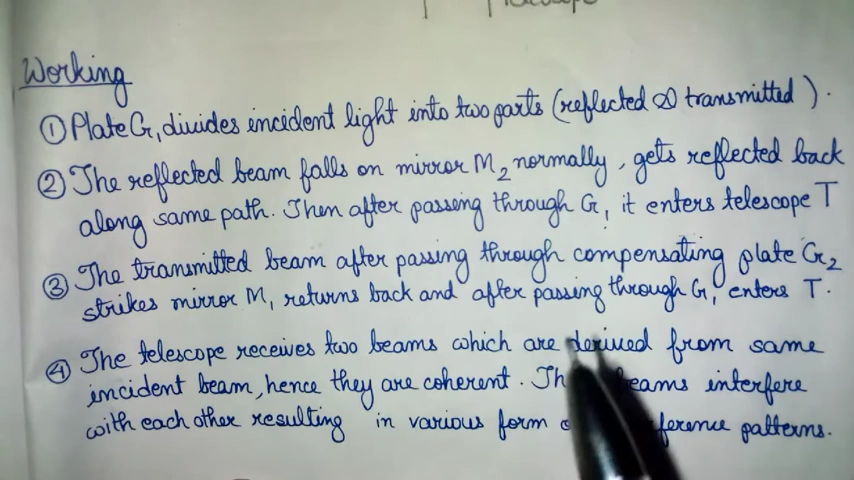 Working
① Plate G₁ divides incident light into two parts (reflected & transmitted).
② The reflected beam falls on mirror M₂ normally, gets reflected back
along same path. Then after passing through G₁ it enters telescope T
③ The transmitted beam after passing through compensating plate G₂
strikes mirror M₁ returns back and after passing through G₁ enters T.
④ The telescope receives two beams which are derived from same
incident beam, hence they are coherent. Th beams interfere
with each other resulting in various form patterns.